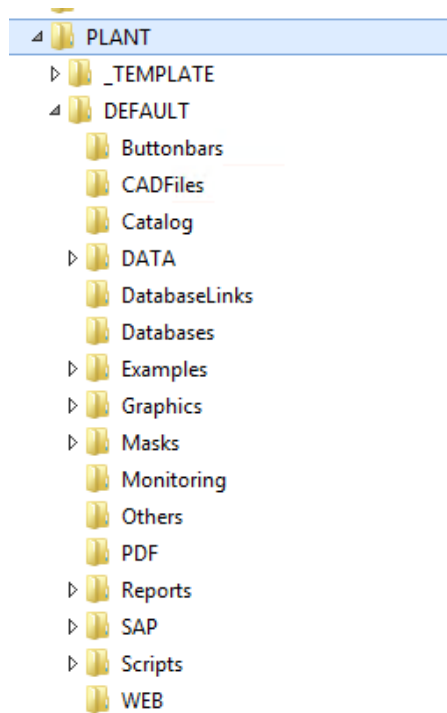 PLANT
_TEMPLATE
DEFAULT
Buttonbars
CADFiles
Catalog
DATA
DatabaseLinks
Databases
Examples
Graphics
Masks
Monitoring
Others
PDF
Reports
SAP
Scripts
WEB